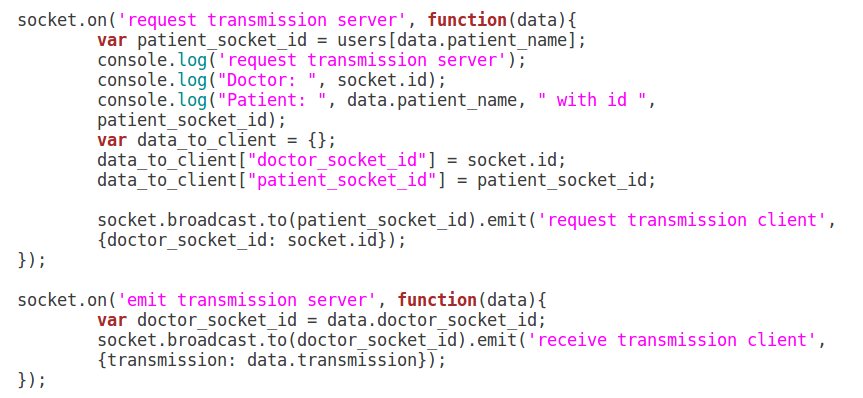 socket.on('request transmission server', function(data){
        var patient_socket_id = users[data.patient_name];
        console.log('request transmission server');
        console.log("Doctor: ", socket.id);
        console.log("Patient: ", data.patient_name, " with id ",
        patient_socket_id);
        var data_to_client = {};
        data_to_client["doctor_socket_id"] = socket.id;
        data_to_client["patient_socket_id"] = patient_socket_id;

        socket.broadcast.to(patient_socket_id).emit('request transmission client',
        {doctor_socket_id: socket.id});
});

socket.on('emit transmission server', function(data){
        var doctor_socket_id = data.doctor_socket_id;
        socket.broadcast.to(doctor_socket_id).emit('receive transmission client',
        {transmission: data.transmission});
});